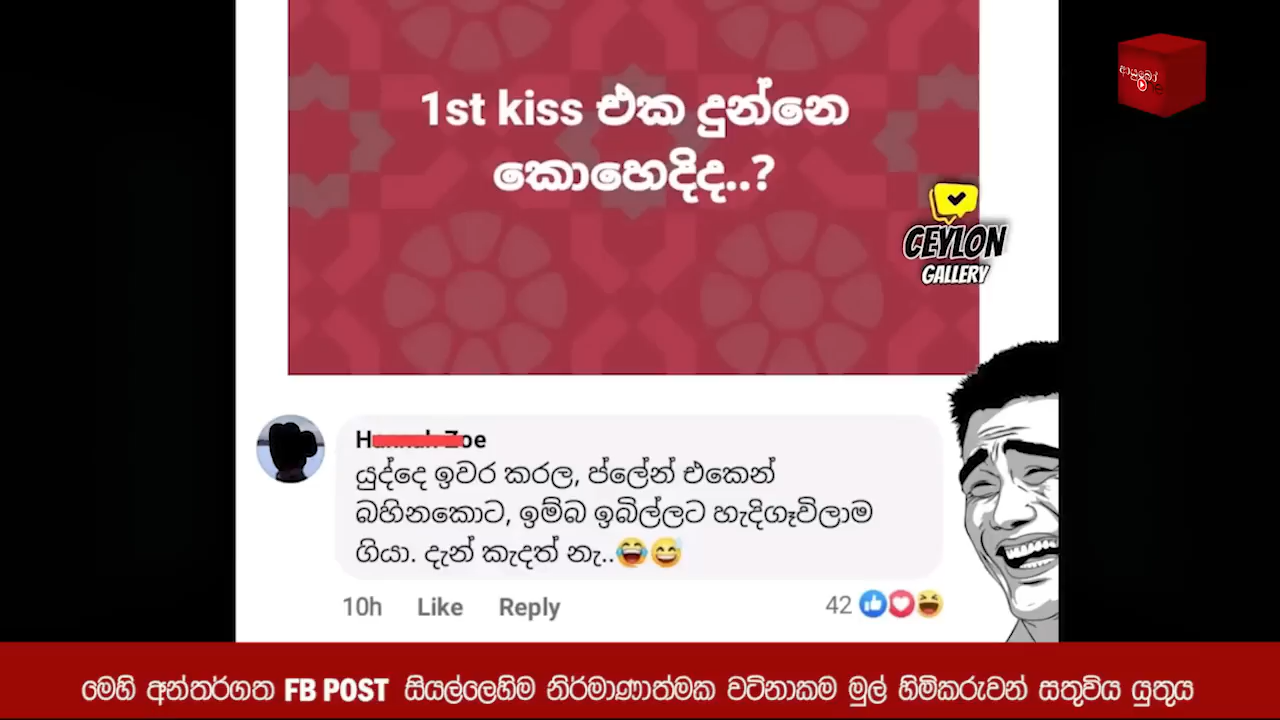 1st kiss එක දුන්නෙ
කොහෙදිද..?
CEYLON
GALLERY
යුද්දෙ ඉවර කරල, ප්ලේන් එකෙන්
බහිනකොට, ඉම්බ ඉබිල්ලට හැදිගෑවිලාම
ගියා. දැන් කැදත් නෑ..😂😅
10h Like Reply 42
මෙහි අන්තර්ගත FB POST සියල්ලෙහිම නිර්මාණාත්මක වටිනාකම මුල් හිමිකරුවන් සතුවිය යුතුය